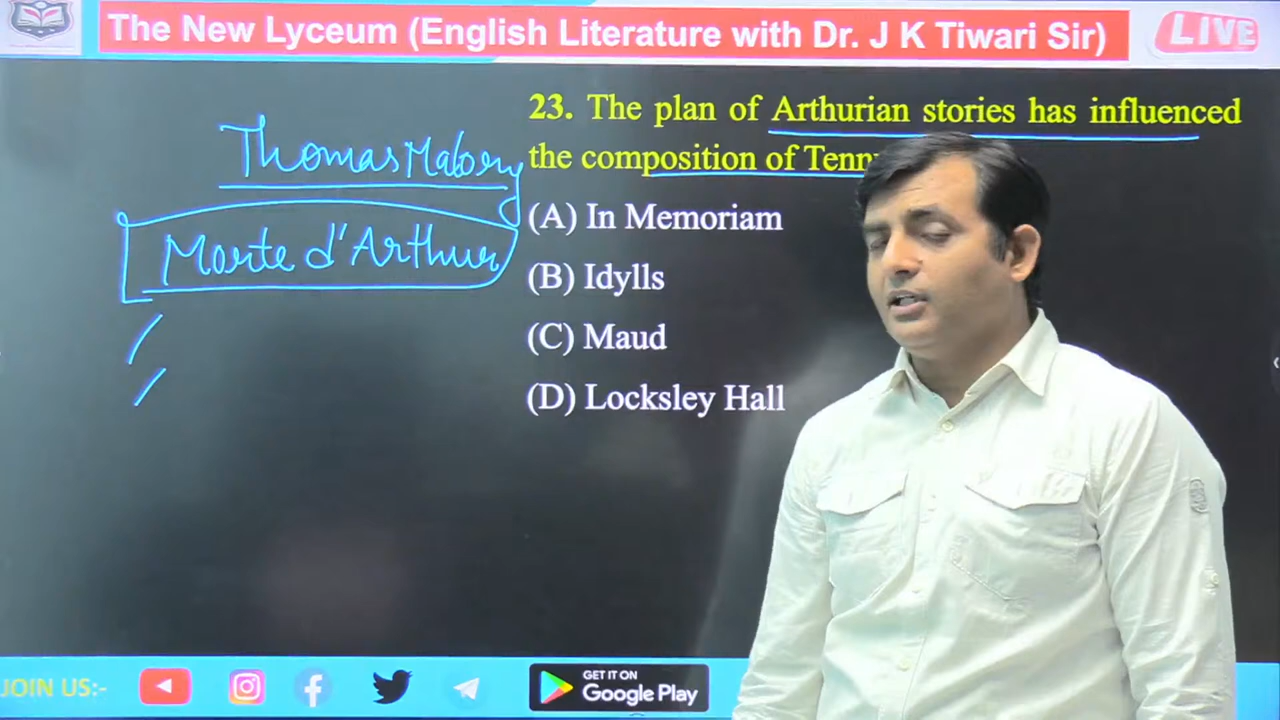 The New Lyceum (English Literature with Dr. J K Tiwari Sir)
LIVE
Thomas Malory
Morte d'Arthur
23. The plan of Arthurian stories has influenced
the composition of
(A) In Memoriam
(B) Idylls
(C) Maud
(D) Locksley Hall
JOIN US:-
GET IT ON
Google Play